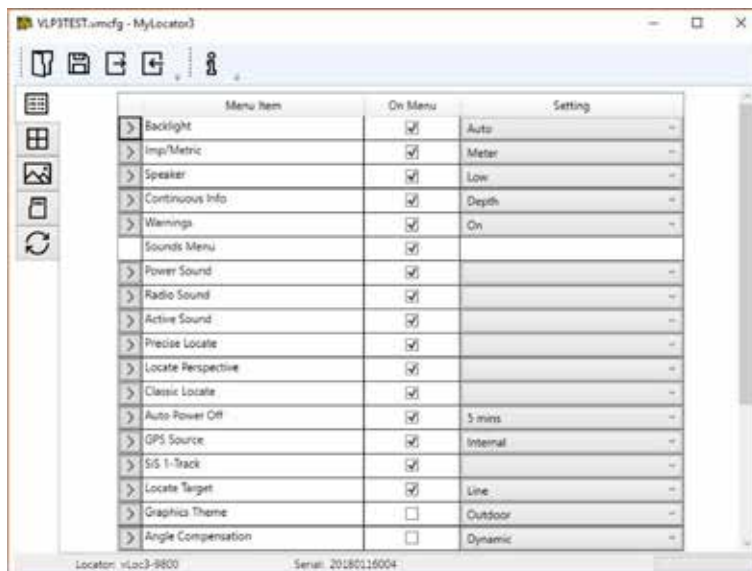 VLP3TEST.vmcfg - MyLocator3
Menu Item On Menu Setting
Backlight Auto
Imp/Metric Meter
Speaker Low
Continuous Info Depth
Warnings On
Sounds Menu
Power Sound
Radio Sound
Active Sound
Precise Locate
Locate Perspective
Classic Locate
Auto Power Off 5 mins
GPS Source Internal
SiS 1-Track
Locate Target Line
Graphics Theme Outdoor
Angle Compensation Dynamic
Locator: vLoc3-9800 Serial: 20180116004